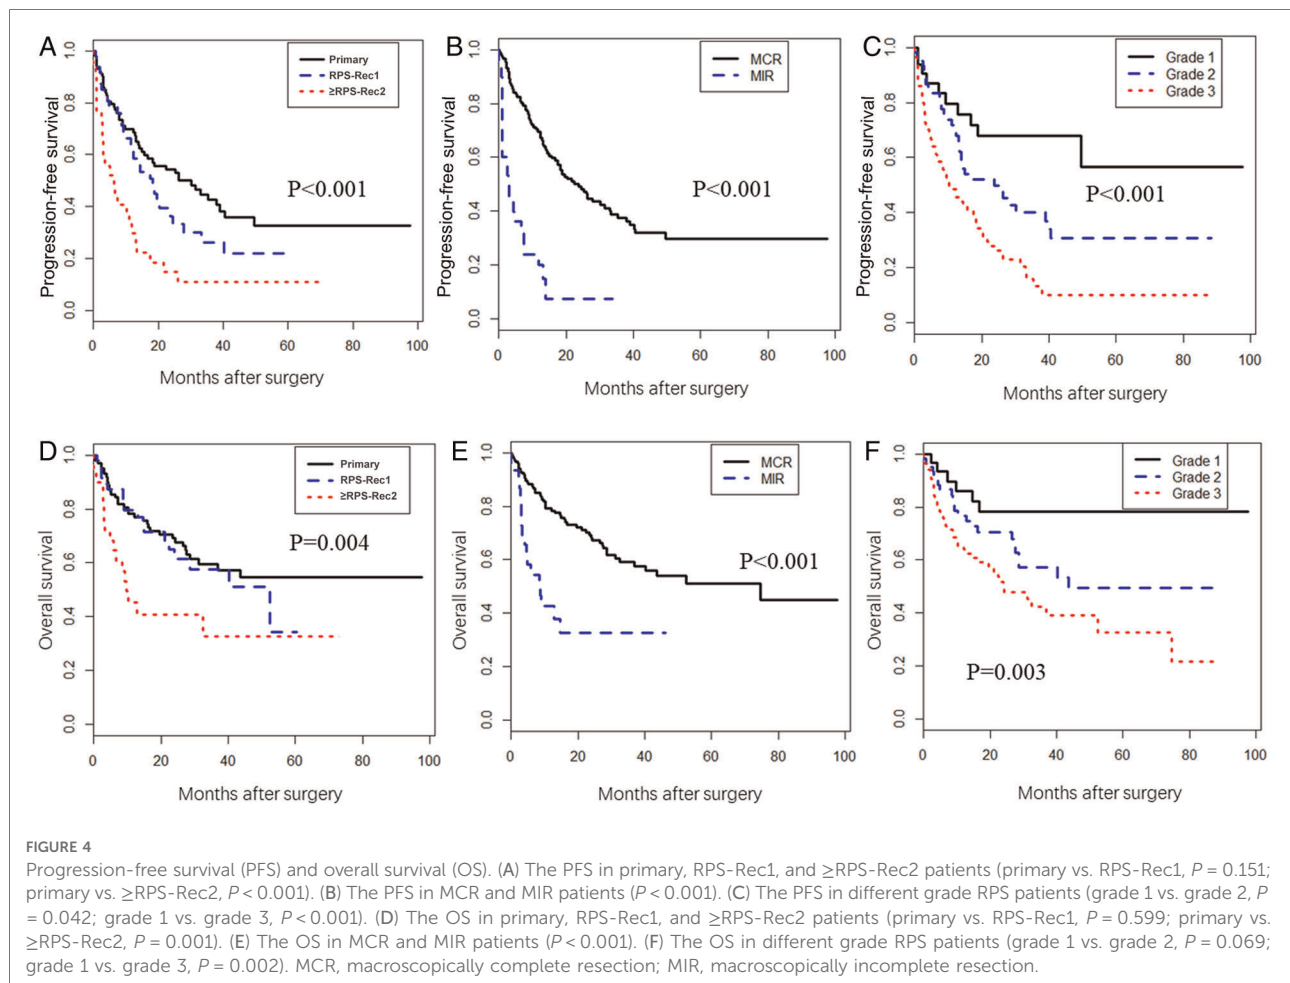 A
1.0
0.8
0.6
0.4
0.2
0.0
Progression-free survival
Primary
RPS-Rec1
≥RPS-Rec2
P<0.001
0 20 40 60 80 100
Months after surgery
B
1.0
0.8
0.6
0.4
0.2
0.0
Progression-free survival
MCR
MIR
P<0.001
0 20 40 60 80 100
Months after surgery
C
1.0
0.8
0.6
0.4
0.2
0.0
Progression-free survival
Grade 1
Grade 2
Grade 3
P<0.001
0 20 40 60 80 100
Months after surgery
D
1.0
0.8
0.6
0.4
0.2
0.0
Overall survival
Primary
RPS-Rec1
≥RPS-Rec2
P=0.004
0 20 40 60 80 100
Months after surgery
E
1.0
0.8
0.6
0.4
0.2
0.0
Overall survival
MCR
MIR
P<0.001
0 20 40 60 80 100
Months after surgery
F
1.0
0.8
0.6
0.4
0.2
0.0
Overall survival
Grade 1
Grade 2
Grade 3
P=0.003
0 20 40 60 80 100
Months after surgery
FIGURE 4
Progression-free survival (PFS) and overall survival (OS). (A) The PFS in primary, RPS-Rec1, and ≥RPS-Rec2 patients (primary vs. RPS-Rec1, P = 0.151;
primary vs. ≥RPS-Rec2, P < 0.001). (B) The PFS in MCR and MIR patients (P < 0.001). (C) The PFS in different grade RPS patients (grade 1 vs. grade 2, P
= 0.042; grade 1 vs. grade 3, P < 0.001). (D) The OS in primary, RPS-Rec1, and ≥RPS-Rec2 patients (primary vs. RPS-Rec1, P = 0.599; primary vs.
≥RPS-Rec2, P = 0.001). (E) The OS in MCR and MIR patients (P < 0.001). (F) The OS in different grade RPS patients (grade 1 vs. grade 2, P = 0.069;
grade 1 vs. grade 3, P = 0.002). MCR, macroscopically complete resection; MIR, macroscopically incomplete resection.